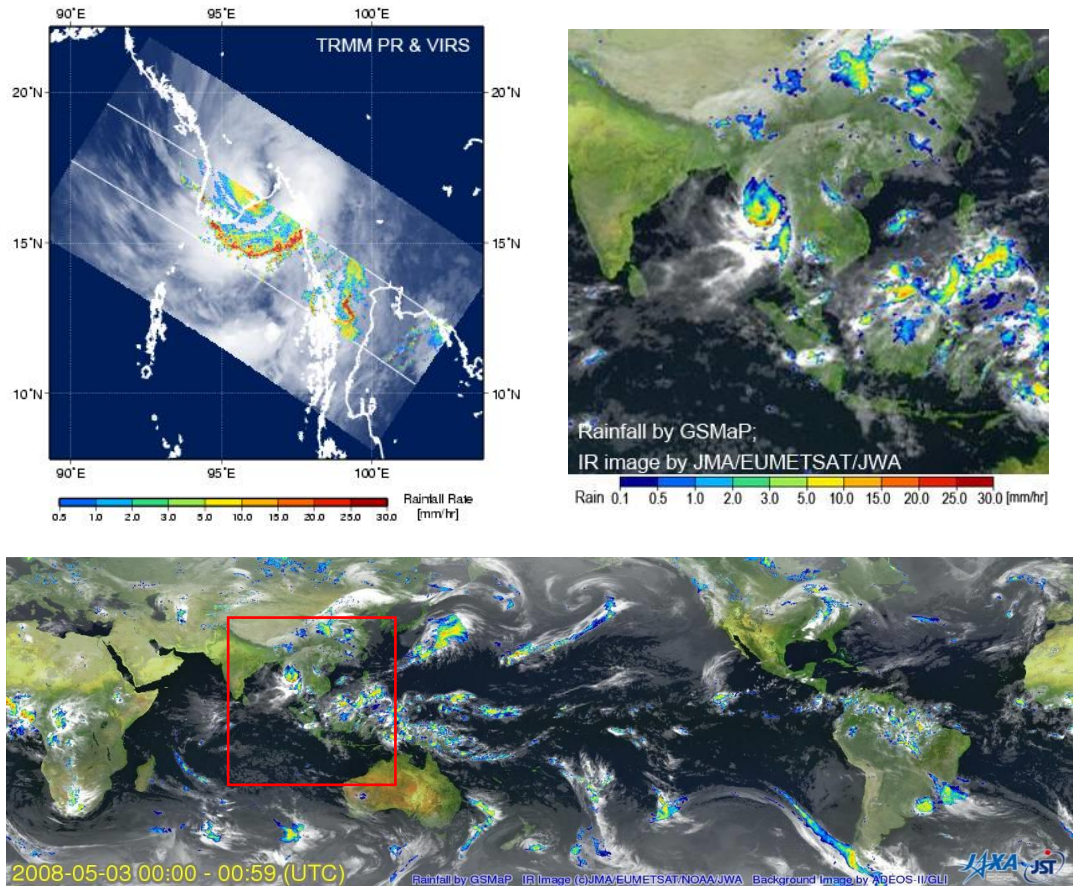 90°E 95°E 100°E
TRMM PR & VIRS
20°N 20°N
15°N 15°N
10°N 10°N
90°E 95°E 100°E
0.5 1.0 2.0 3.0 5.0 10.0 15.0 20.0 25.0 30.0
Rainfall Rate
[mm/hr]
Rainfall by GSMaP;
IR image by JMA/EUMETSAT/JWA
Rain 0.1 0.5 1.0 2.0 3.0 5.0 10.0 15.0 20.0 25.0 30.0 [mm/hr]
2008-05-03 00:00 - 00:59 (UTC)
Rainfall by GSMaP IR Image (c)JMA/EUMETSAT/NOAA/JWA Background Image by ADEOS-II/GLI
JAXA JST